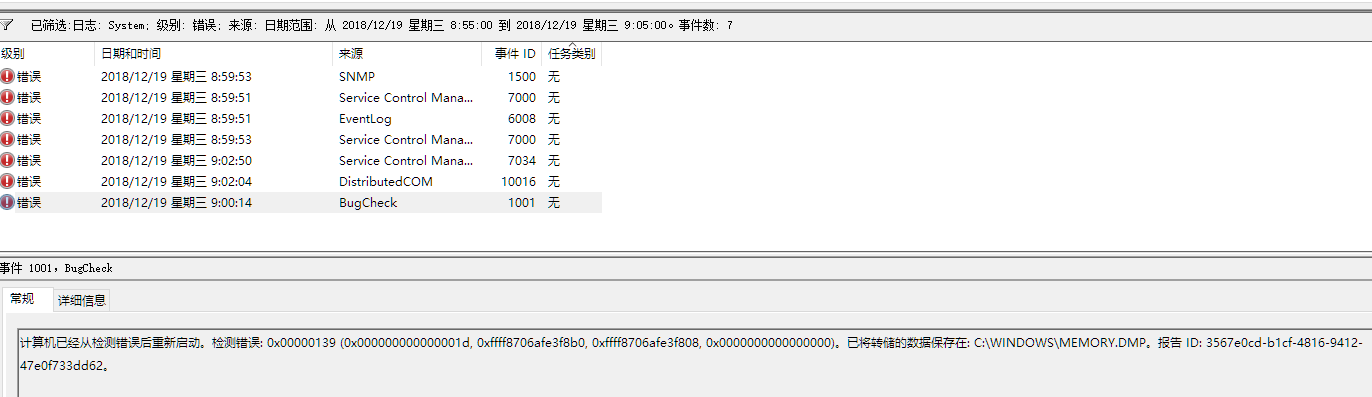 已筛选:日志: System; 级别: 错误; 来源: 日期范围: 从 2018/12/19 星期三 8:55:00 到 2018/12/19 星期三 9:05:00。事件数: 7
级别 日期和时间 来源 事件 ID 任务类别
错误 2018/12/19 星期三 8:59:53 SNMP 1500 无
错误 2018/12/19 星期三 8:59:51 Service Control Mana... 7000 无
错误 2018/12/19 星期三 8:59:51 EventLog 6008 无
错误 2018/12/19 星期三 8:59:53 Service Control Mana... 7000 无
错误 2018/12/19 星期三 9:02:50 Service Control Mana... 7034 无
错误 2018/12/19 星期三 9:02:04 DistributedCOM 10016 无
错误 2018/12/19 星期三 9:00:14 BugCheck 1001 无
事件 1001，BugCheck
常规 详细信息
计算机已经从检测错误后重新启动。检测错误: 0x00000139 (0x000000000000001d, 0xffff8706afe3f8b0, 0xffff8706afe3f808, 0x0000000000000000)。已将转储的数据保存在: C:\WINDOWS\MEMORY.DMP。报告 ID: 3567e0cd-b1cf-4816-9412-
47e0f733dd62。